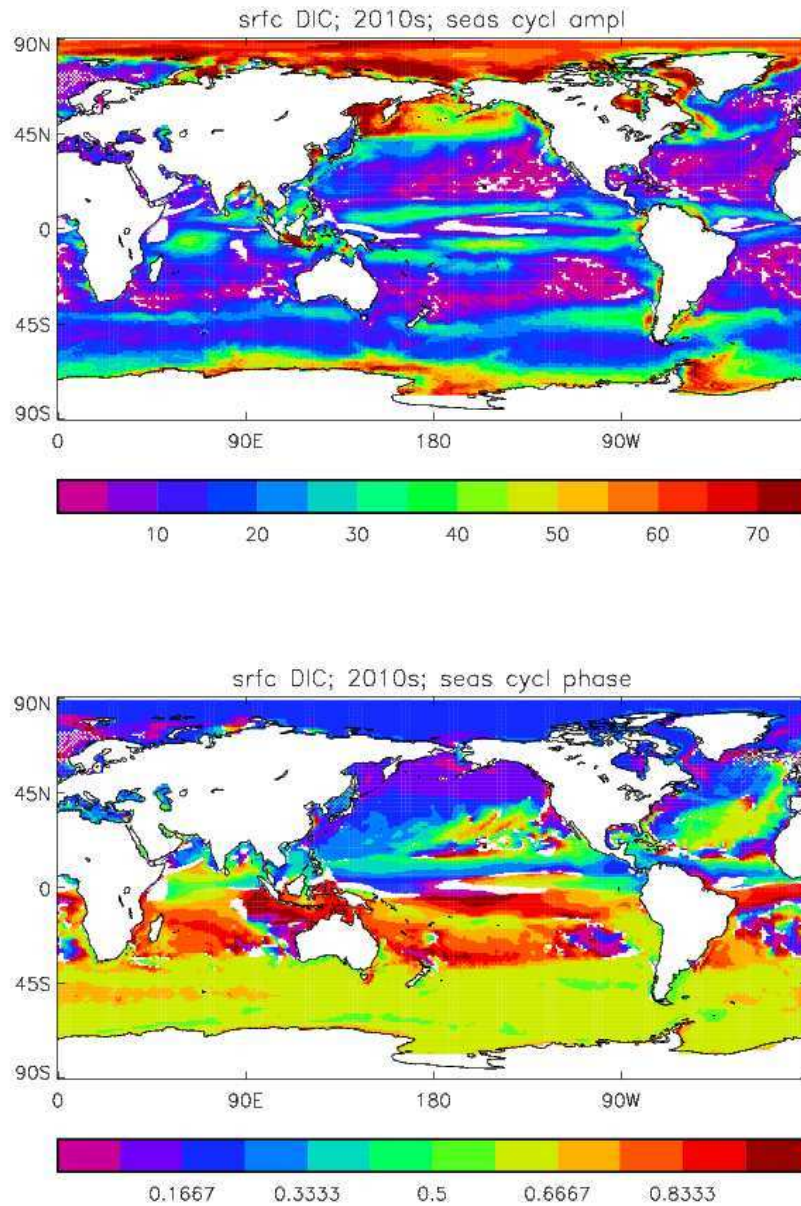 srfc DIC; 2010s; seas cycl ampl
90N
45N
0
45S
90S
0 90E 180 90W
10 20 30 40 50 60 70
srfc DIC; 2010s; seas cycl phase
90N
45N
0
45S
90S
0 90E 180 90W
0.1667 0.3333 0.5 0.6667 0.8333